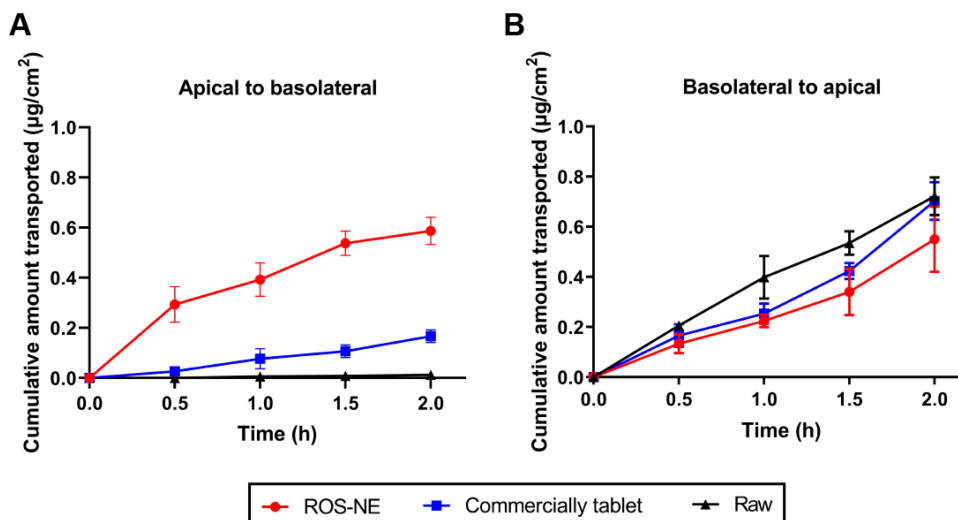 A
Apical to basolateral
Cumulative amount transported (µg/cm²)
1.0
0.8
0.6
0.4
0.2
0.0
0.0 0.5 1.0 1.5 2.0
Time (h)
B
Basolateral to apical
Cumulative amount transported (µg/cm²)
1.0
0.8
0.6
0.4
0.2
0.0
0.0 0.5 1.0 1.5 2.0
Time (h)
ROS-NE Commercially tablet Raw